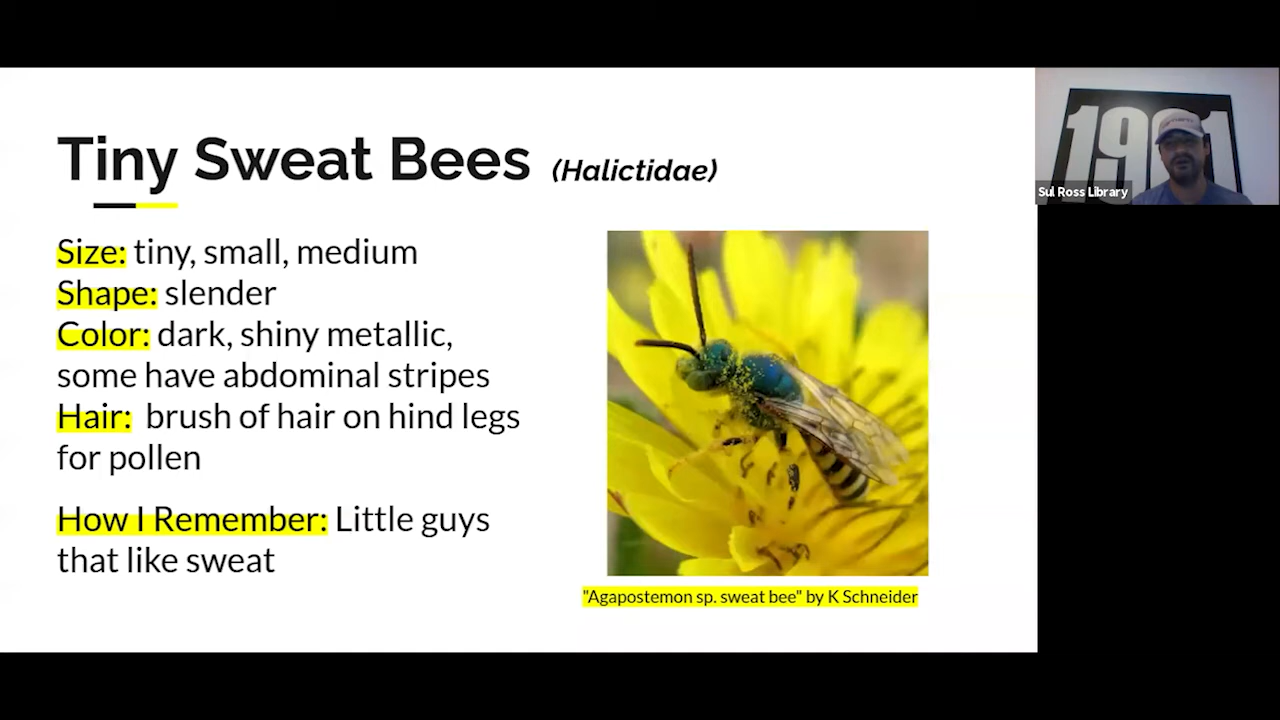 Tiny Sweat Bees (Halictidae)
Size: tiny, small, medium
Shape: slender
Color: dark, shiny metallic,
some have abdominal stripes
Hair: brush of hair on hind legs
for pollen
How I Remember: Little guys
that like sweat
"Agapostemon sp. sweat bee" by K Schneider
Sul Ross Library